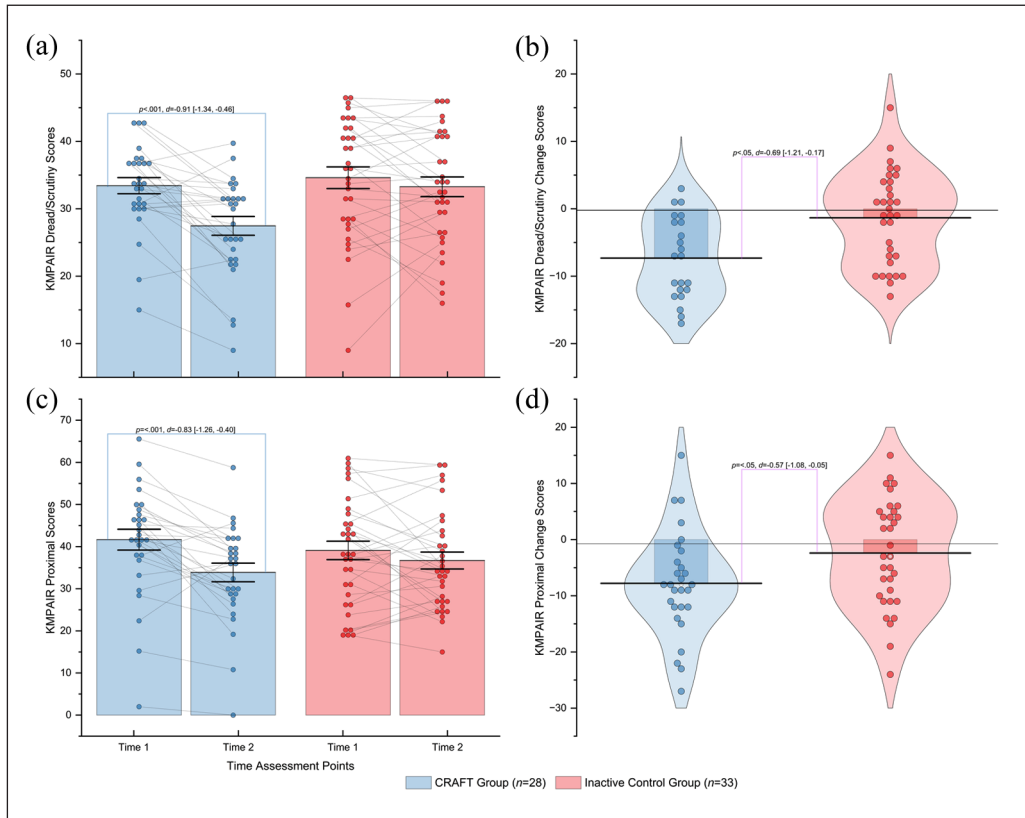 (a)
KMPAIR Dread/Scrutiny Scores
50
40
30
20
10
p<.001, d=-0.91 [-1.34, -0.46]
(b)
KMPAIR Dread/Scrutiny Change Scores
20
10
0
−10
−20
p<.05, d=-0.69 [-1.21, -0.17]
(c)
KMPAIR Proximal Scores
70
60
50
40
30
20
10
0
p=<.001, d=-0.83 [-1.26, -0.40]
Time 1 Time 2 Time 1 Time 2
Time Assessment Points
(d)
KMPAIR Proximal Change Scores
20
10
0
−10
−20
−30
p=<.05, d=-0.57 [-1.08, -0.05]
CRAFT Group (n=28) Inactive Control Group (n=33)